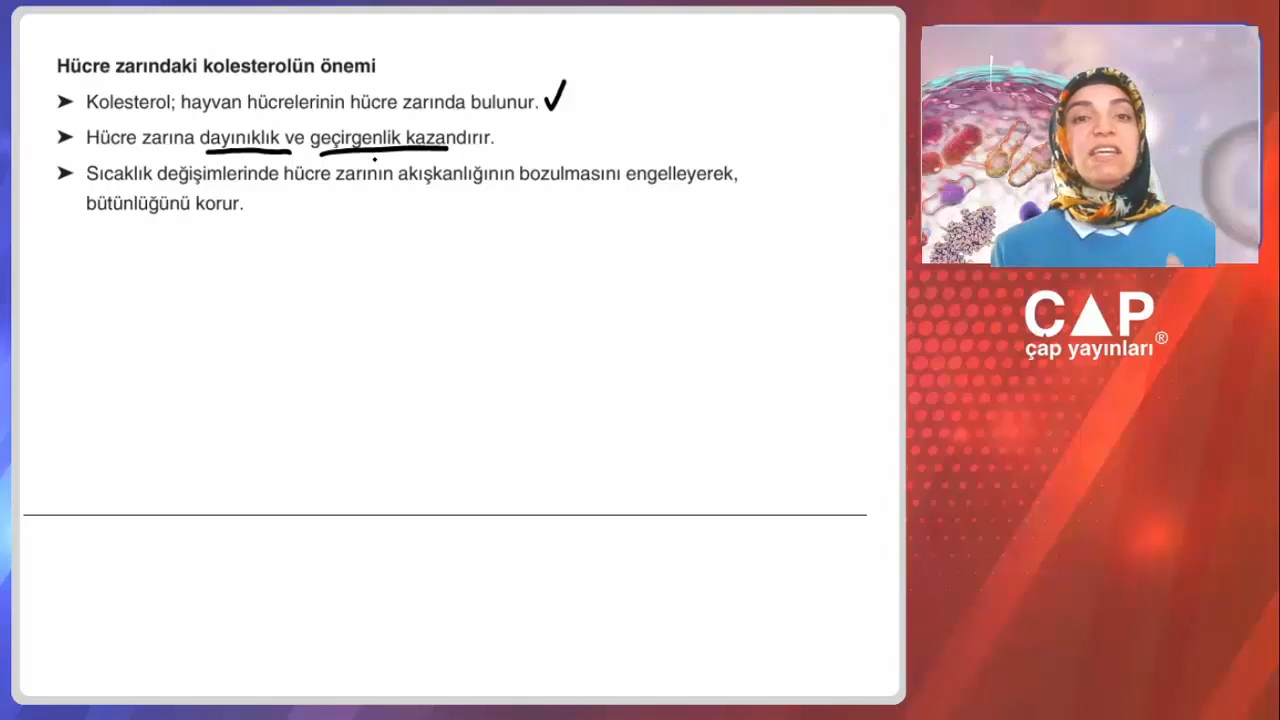 Hücre zarındaki kolesterolün önemi
➤ Kolesterol; hayvan hücrelerinin hücre zarında bulunur. ✓
➤ Hücre zarına dayınıklık ve geçirgenlik kazandırır.
➤ Sıcaklık değişimlerinde hücre zarının akışkanlığının bozulmasını engelleyerek,
bütünlüğünü korur.
ÇAP®
çap yayınları